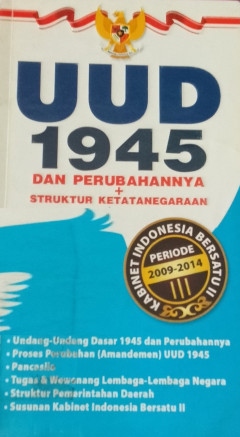 UUD
1945
DAN PERUBAHANNYA
+
STRUKTUR KETATANEGARAAN
KABINET INDONESIA BERSATU II
PERIODE
2009-2014
• Undang-Undang Dasar 1945 dan Perubahannya
• Proses Perubahan (Amandemen) UUD 1945
• Pancasila
• Tugas & Wewenang Lembaga-Lembaga Negara
• Struktur Pemerintahan Daerah
• Susunan Kabinet Indonesia Bersatu II